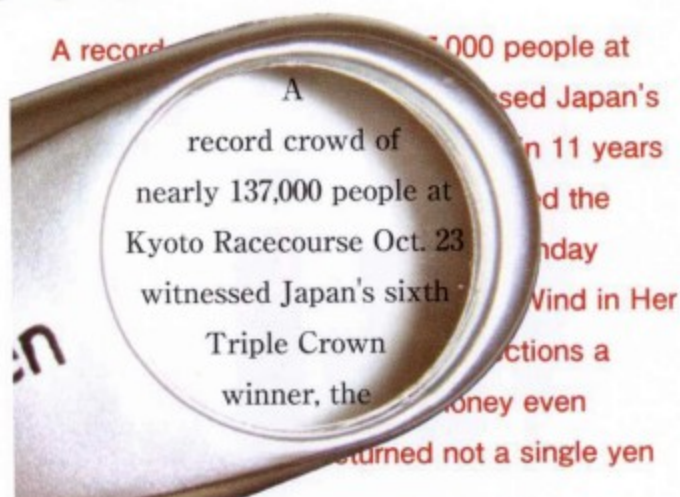 A record
000 people at
A
sed Japan's
record crowd of
n 11 years
nearly 137,000 people at
ed the
Kyoto Racecourse Oct. 23
nday
witnessed Japan's sixth
Wind in Her
Triple Crown
ctions a
winner, the
oney even
turned not a single yen
en